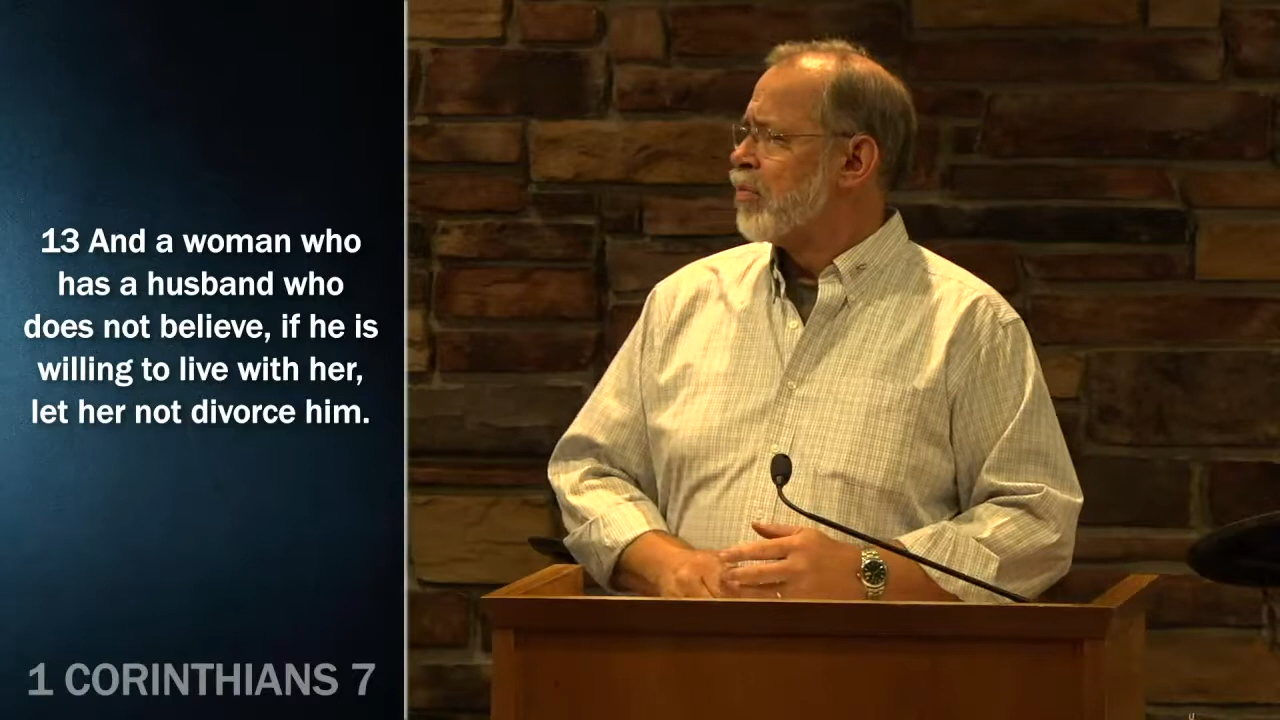 13 And a woman who
has a husband who
does not believe, if he is
willing to live with her,
let her not divorce him.
1 CORINTHIANS 7